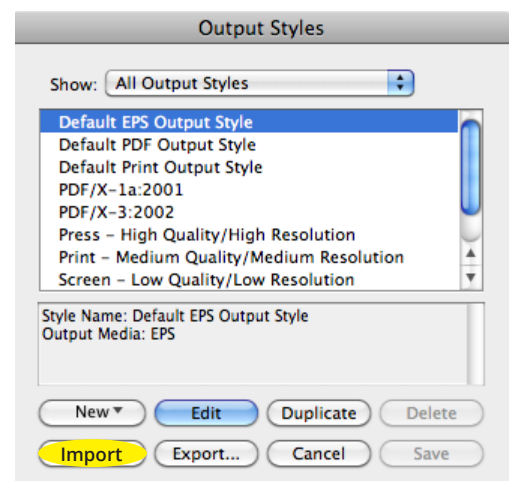 Output Styles
Show: All Output Styles
Default EPS Output Style
Default PDF Output Style
Default Print Output Style
PDF/X-1a:2001
PDF/X-3:2002
Press – High Quality/High Resolution
Print – Medium Quality/Medium Resolution
Screen – Low Quality/Low Resolution
Style Name: Default EPS Output Style
Output Media: EPS
New Edit Duplicate Delete
Import Export... Cancel Save